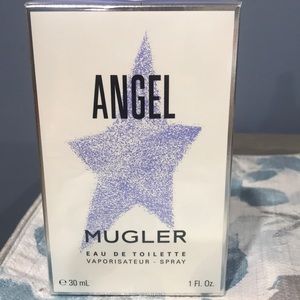 ANGEL
MUGLER
EAU DE TOILETTE
VAPORISATEUR - SPRAY
℮ 30 mL 1 Fl. Oz.